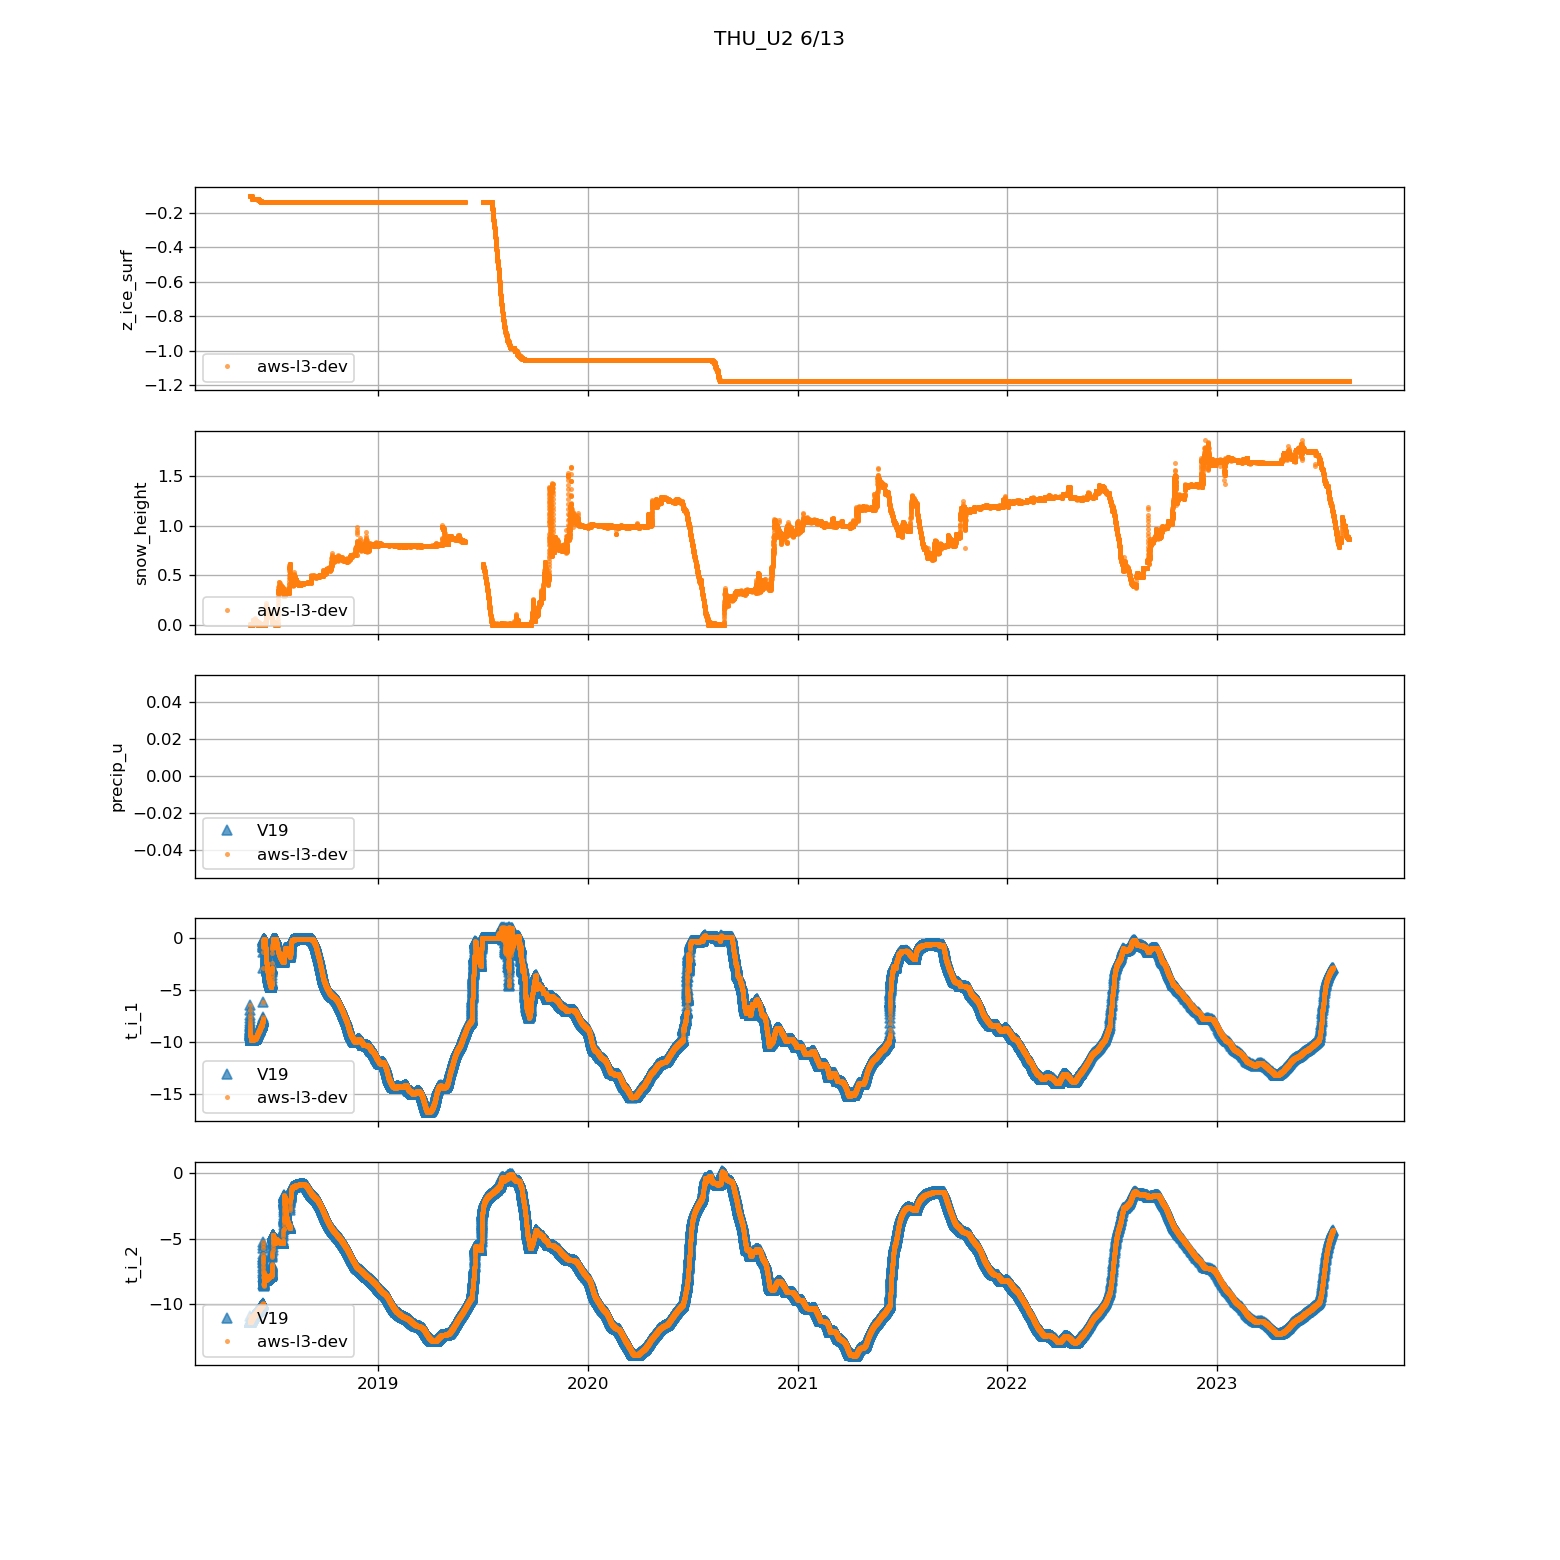 THU_U2 6/13
−0.2
−0.4
−0.6
−0.8
−1.0
−1.2
z_ice_surf
aws-l3-dev
1.5
1.0
0.5
0.0
snow_height
aws-l3-dev
0.04
0.02
0.00
−0.02
−0.04
precip_u
V19
aws-l3-dev
0
−5
−10
−15
t_i_1
V19
aws-l3-dev
0
−5
−10
t_i_2
V19
aws-l3-dev
2019 2020 2021 2022 2023